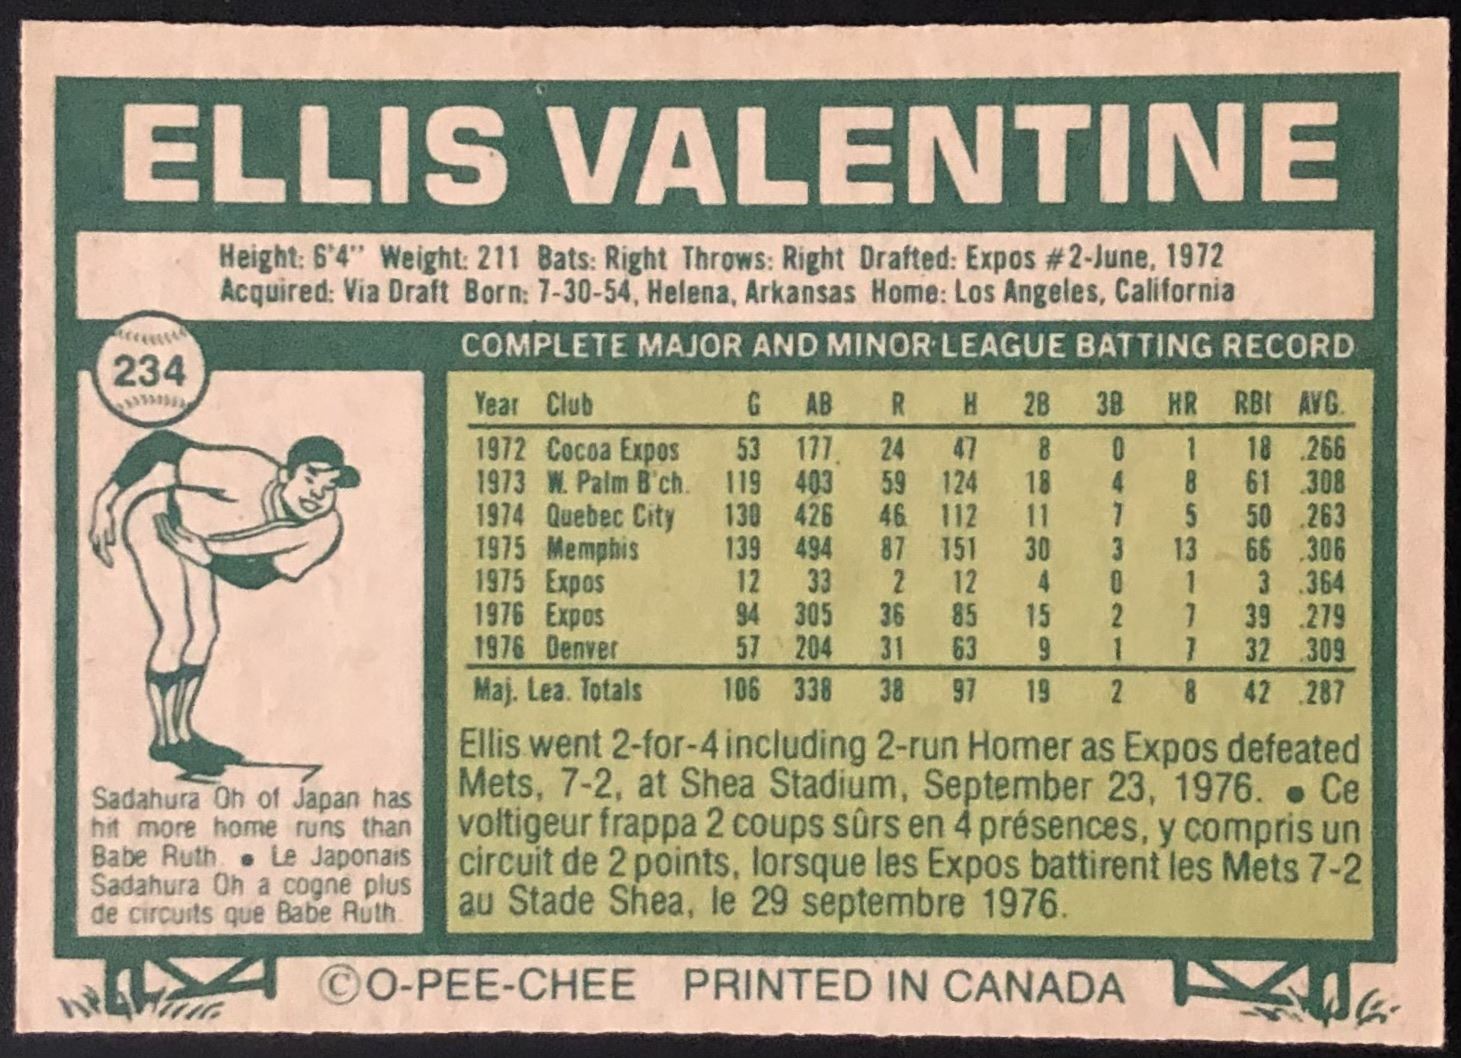 ELLIS VALENTINE
Height: 6'4" Weight: 211 Bats: Right Throws: Right Drafted: Expos #2-June, 1972
Acquired: Via Draft Born: 7-30-54, Helena, Arkansas Home: Los Angeles, California
234
COMPLETE MAJOR AND MINOR LEAGUE BATTING RECORD
Year Club G AB R H 2B 3B HR RBI AVG.
1972 Cocoa Expos 53 177 24 47 8 0 1 18 .266
1973 W. Palm B'ch. 119 403 59 124 18 4 8 61 .308
1974 Quebec City 130 426 46 112 11 7 5 50 .263
1975 Memphis 139 494 87 151 30 3 13 66 .306
1975 Expos 12 33 2 12 4 0 1 3 .364
1976 Expos 94 305 36 85 15 2 7 39 .279
1976 Denver 57 204 31 63 9 1 7 32 .309
Maj. Lea. Totals 106 338 38 97 19 2 8 42 .287
Ellis went 2-for-4 including 2-run Homer as Expos defeated
Mets, 7-2, at Shea Stadium, September 23, 1976. • Ce
voltigeur frappa 2 coups sûrs en 4 présences, y compris un
circuit de 2 points, lorsque les Expos battirent les Mets 7-2
au Stade Shea, le 29 septembre 1976.
Sadahura Oh of Japan has
hit more home runs than
Babe Ruth. • Le Japonais
Sadahura Oh a cogne plus
de circuits que Babe Ruth.
©O-PEE-CHEE PRINTED IN CANADA